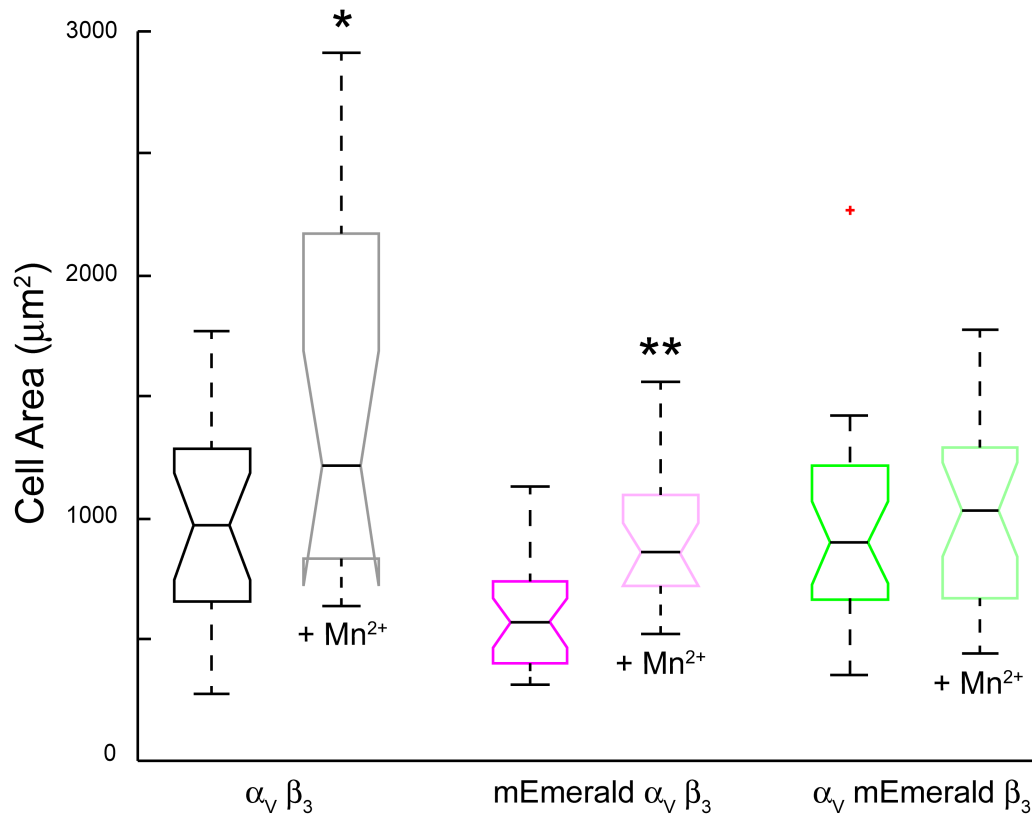 Cell Area (μm²)
3000
2000
1000
0
*
**
+ Mn²⁺
+ Mn²⁺
+ Mn²⁺
αᵥ β₃
mEmerald αᵥ β₃
αᵥ mEmerald β₃